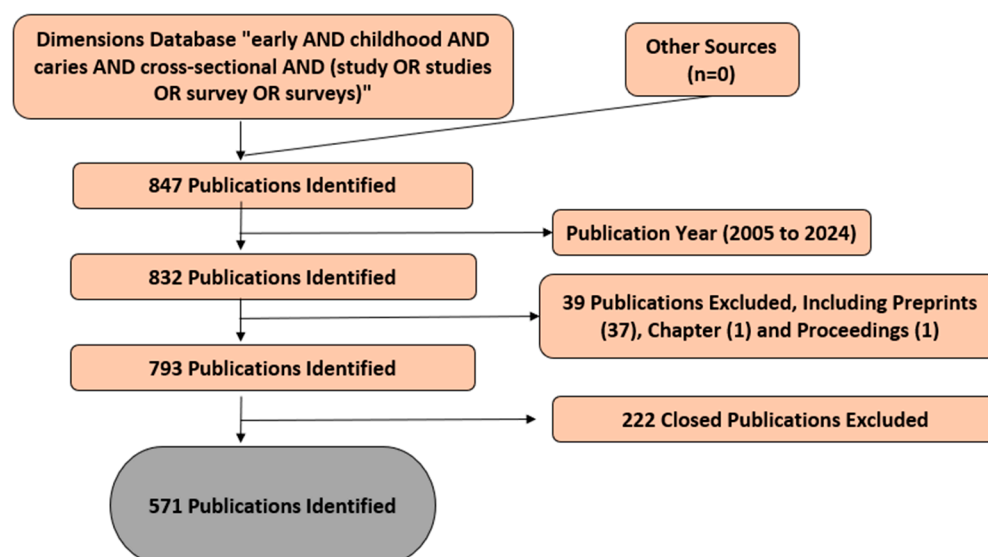 Dimensions Database "early AND childhood AND
caries AND cross-sectional AND (study OR studies
OR survey OR surveys)"
Other Sources
(n=0)
847 Publications Identified
Publication Year (2005 to 2024)
832 Publications Identified
39 Publications Excluded, Including Preprints
(37), Chapter (1) and Proceedings (1)
793 Publications Identified
222 Closed Publications Excluded
571 Publications Identified